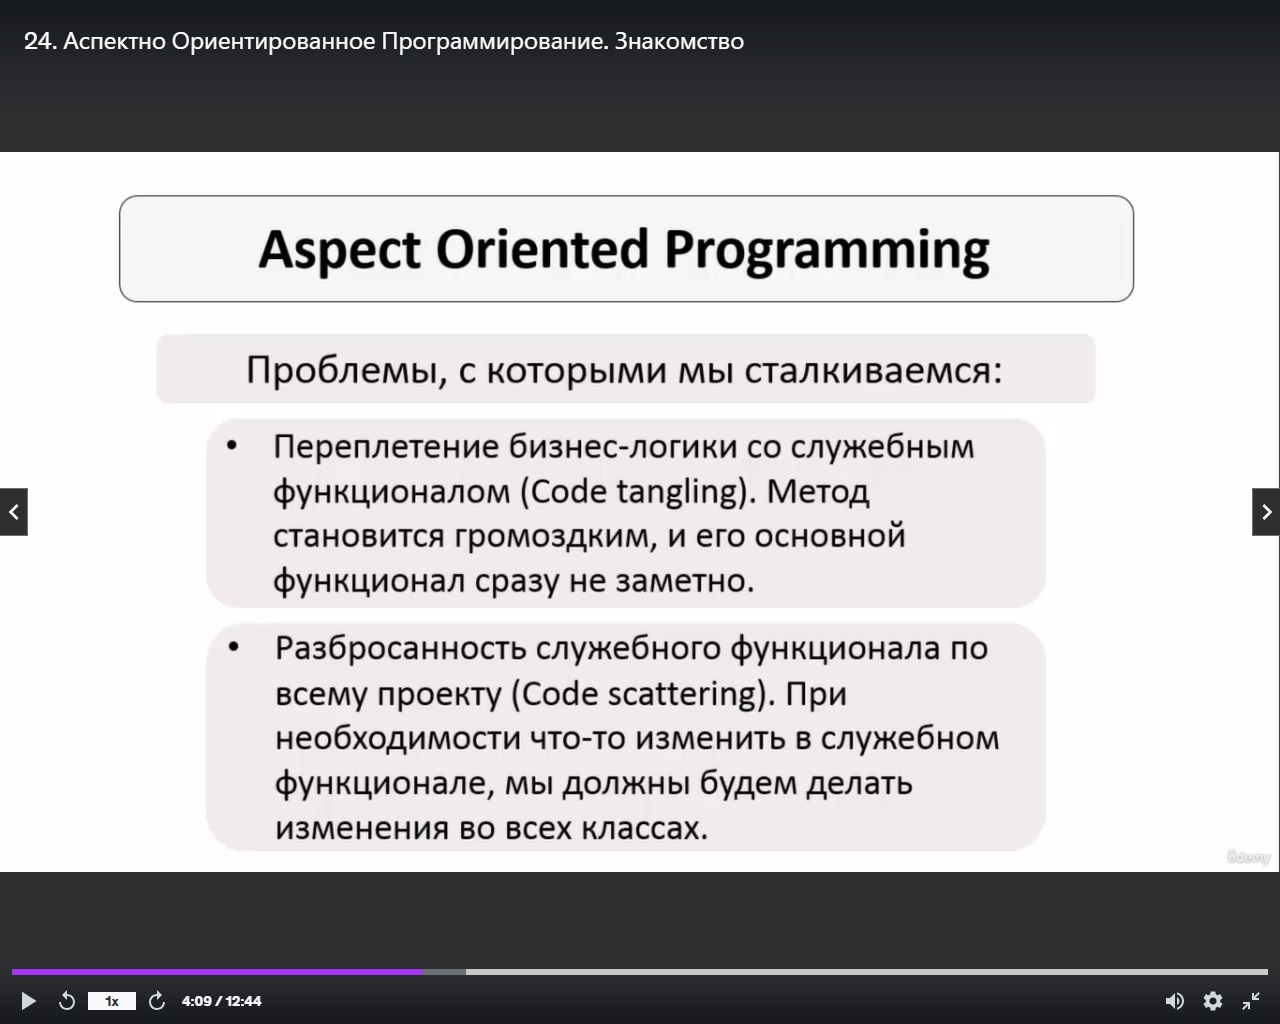 24. Аспектно Ориентированное Программирование. Знакомство
Aspect Oriented Programming
Проблемы, с которыми мы сталкиваемся:
• Переплетение бизнес-логики со служебным
функционалом (Code tangling). Метод
становится громоздким, и его основной
функционал сразу не заметно.
• Разбросанность служебного функционала по
всему проекту (Code scattering). При
необходимости что-то изменить в служебном
функционале, мы должны будем делать
изменения во всех классах.
ûdemy
1x 4:09 / 12:44